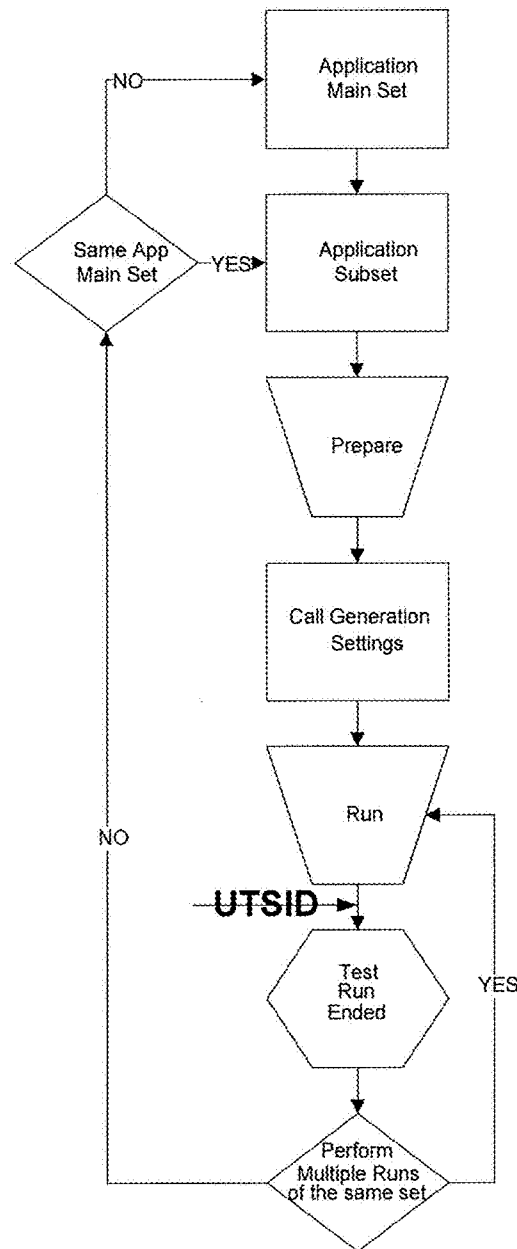 NO
Application
Main Set
Same App
Main Set
YES
Application
Subset
Prepare
Call Generation
Settings
NO
Run
UTSID
Test
Run
Ended
YES
Perform
Multiple Runs
of the same set